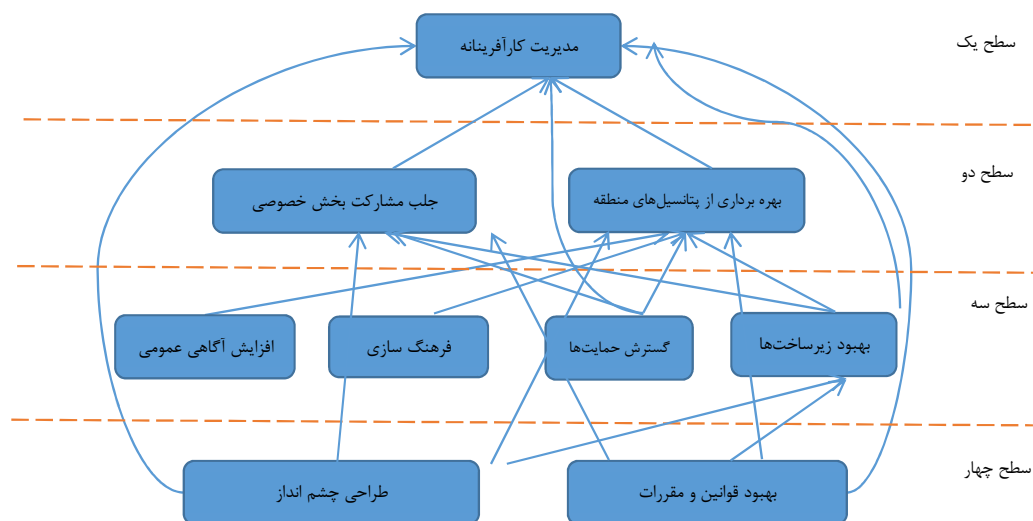 مدیریت کارآفرینانه
سطح یک
سطح دو
جلب مشارکت بخش خصوصی
بهره برداری از پتانسیل‌های منطقه
سطح سه
افزایش آگاهی عمومی
فرهنگ سازی
گسترش حمایت‌ها
بهبود زیرساخت‌ها
سطح چهار
طراحی چشم انداز
بهبود قوانین و مقررات